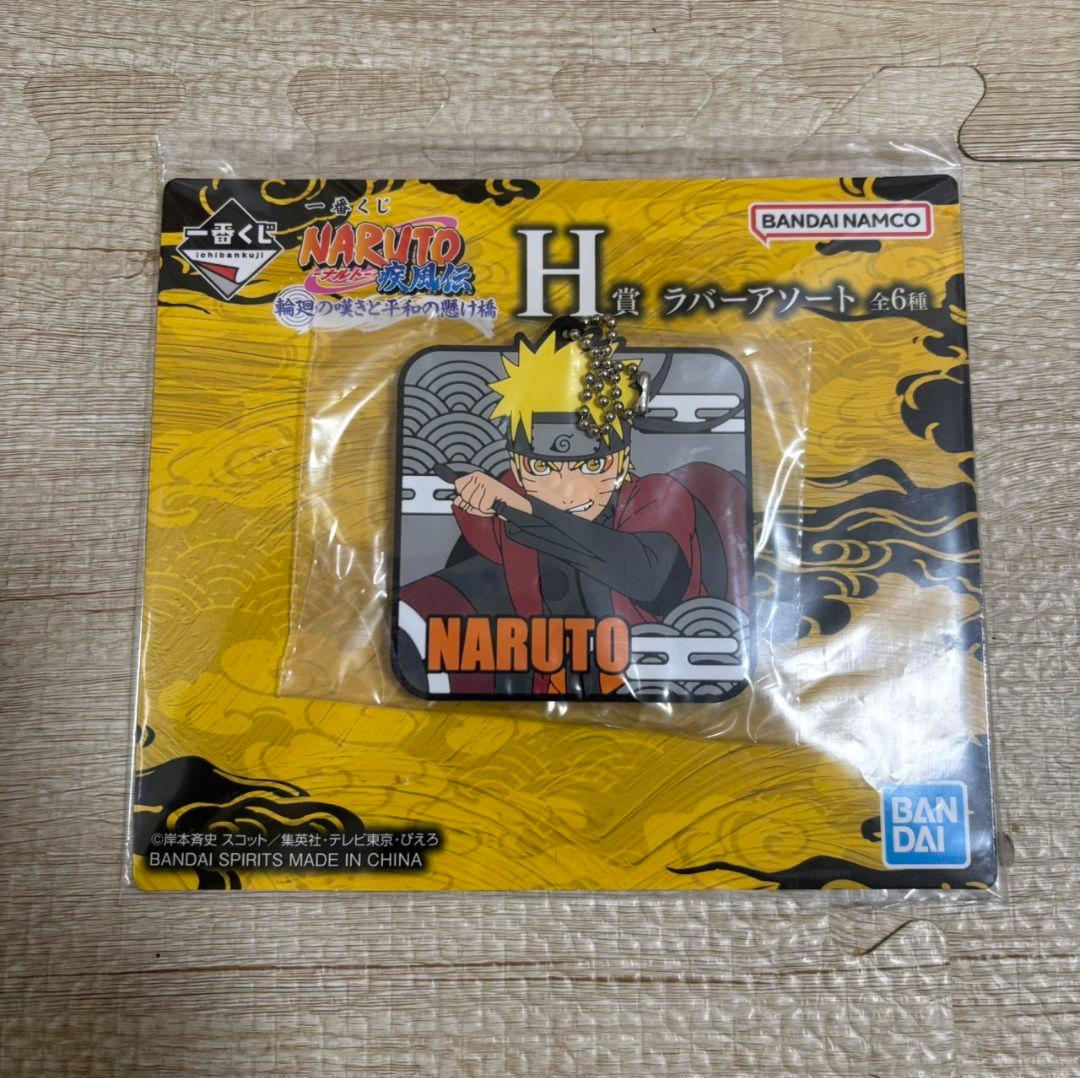 一番くじ
ichibankuji
一番くじ
NARUTO
ナルト
疾風伝
輪廻の嘆きと平和の懸け橋
H賞 ラバーアソート 全6種
BANDAI NAMCO
NARUTO
©岸本斉史 スコット／集英社・テレビ東京・ぴえろ
BANDAI SPIRITS MADE IN CHINA
BAN
DAI